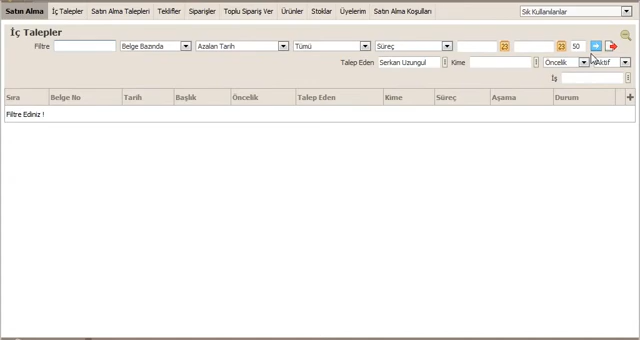 Satın Alma İç Talepler Satın Alma Talepleri Teklifler Siparişler Toplu Sipariş Ver Ürünler Stoklar Üyelerim Satın Alma Koşulları Sık Kullanılanlar
İç Talepler
Filtre Belge Bazında Azalan Tarih Tümü Süreç 23 23 50
Talep Eden Serkan Uzungul Kime Öncelik Aktif
İş
Sıra Belge No Tarih Başlık Öncelik Talep Eden Kime Süreç Aşama Durum +
Filtre Ediniz !